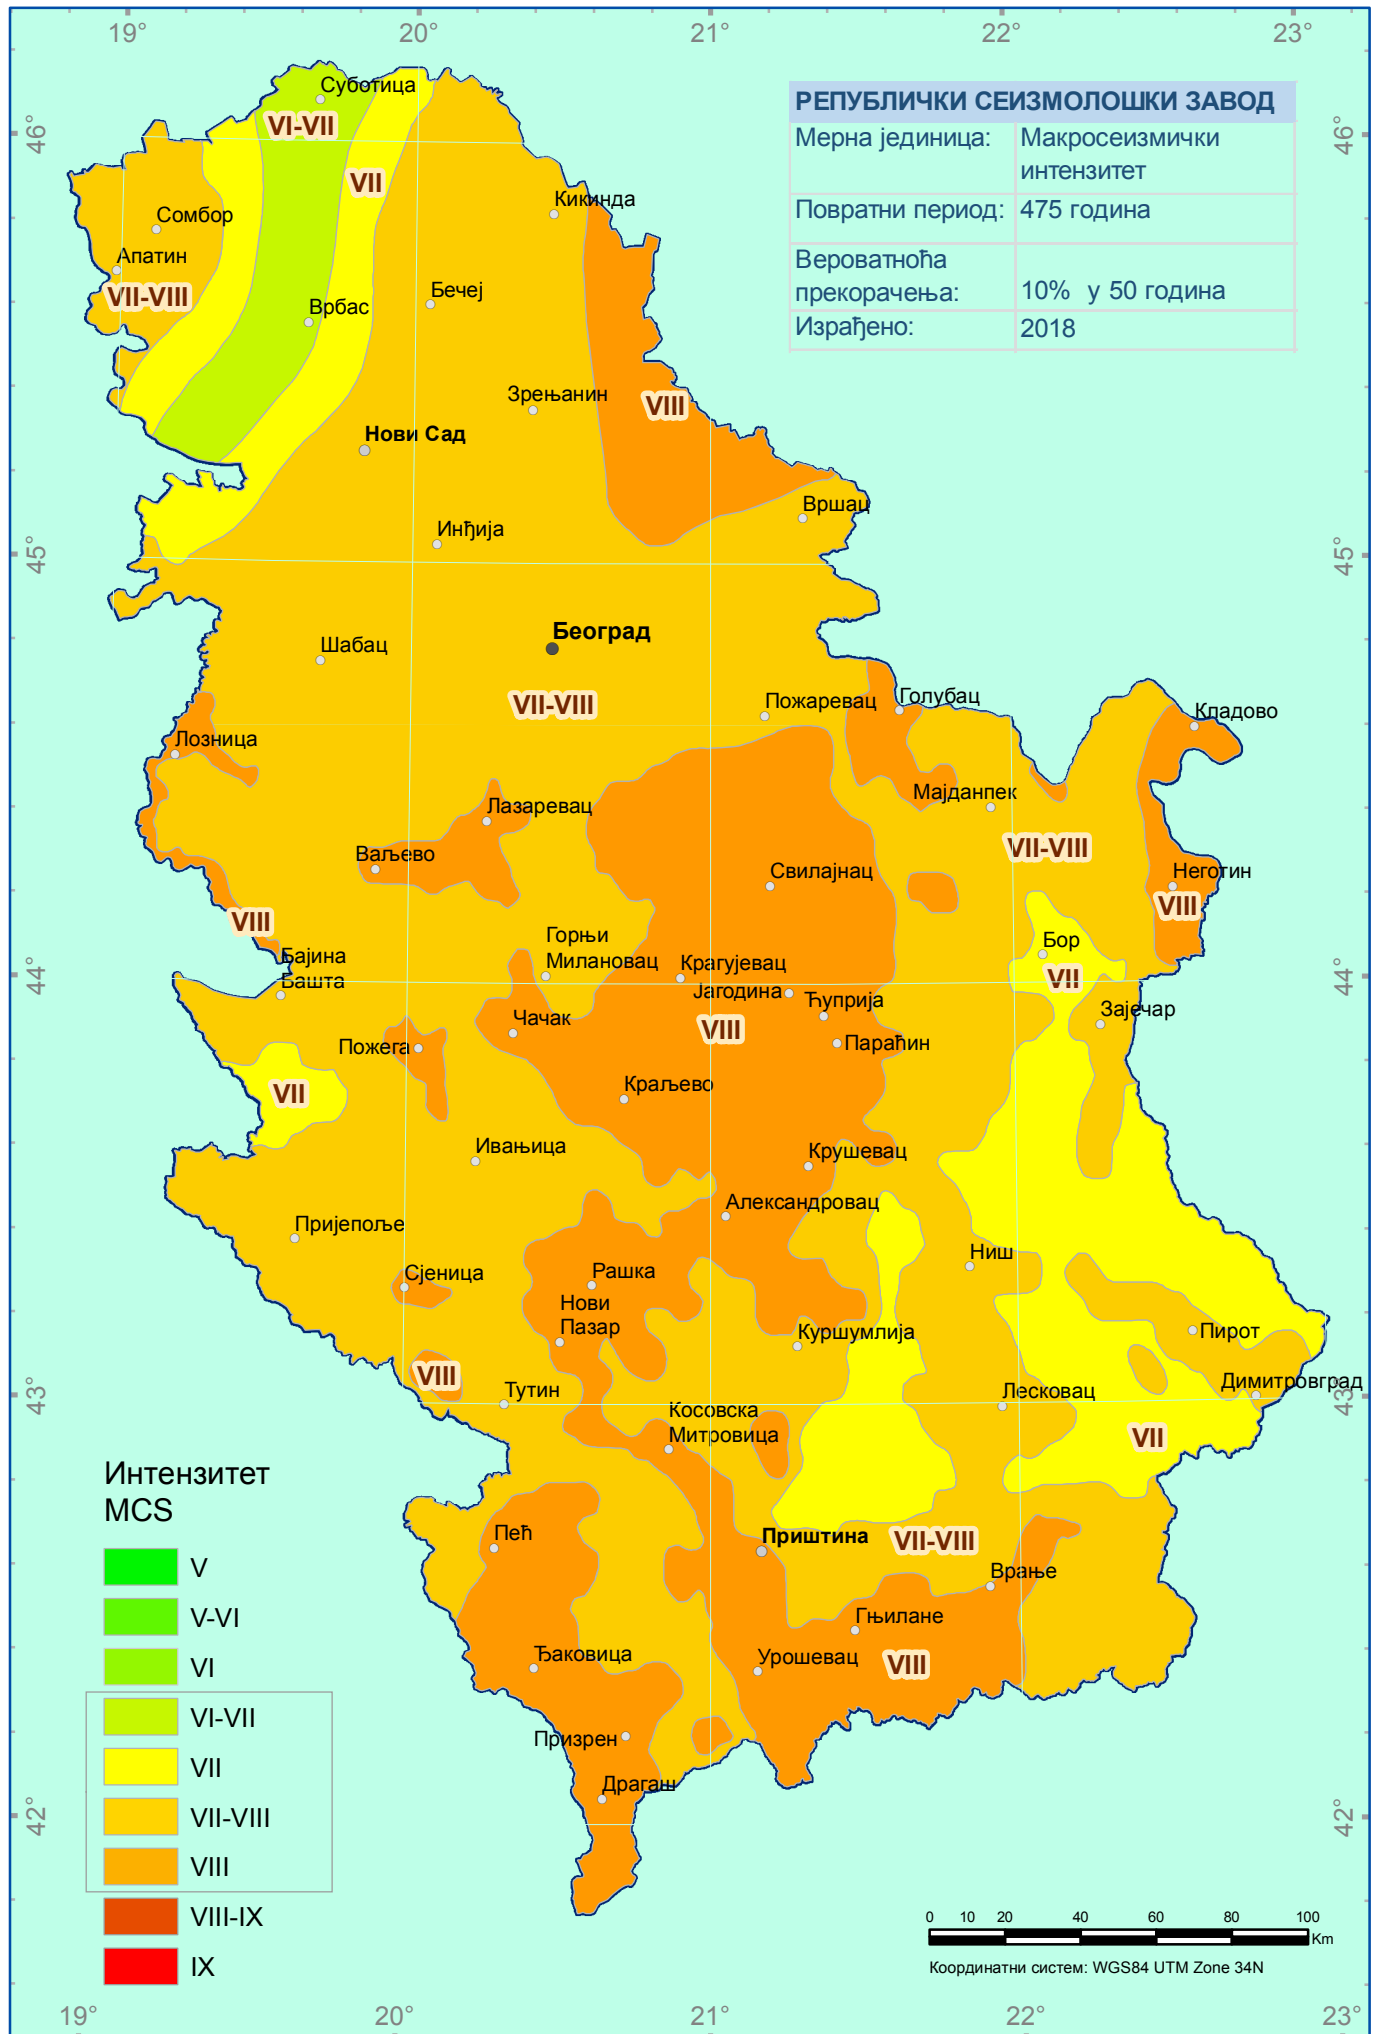 19° 20° 21° 22° 23°
РЕПУБЛИЧКИ СЕИЗМОЛОШКИ ЗАВОД
Мерна јединица: Макросеизмички
интензитет
Повратни период: 475 година
Вероватноћа
прекорачења: 10% у 50 година
Израђено: 2018
Суботица
VI-VII
46° 46°
VII
Кикинда
Сомбор
Апатин
VII-VIII
Бечеј
Врбас
Зрењанин
VIII
Нови Сад
Вршац
Инђија
45° 45°
Београд
Шабац
Голубац
Пожаревац
VII-VIII
Кладово
Лозница
Мајданпек
Лазаревац
VII-VIII
Ваљево
Свилајнац
Неготин
VIII
VIII
Горњи
Милановац
Бор
Бајина
Башта
Крагујевац
44° 44°
VII
Јагодина
Ћуприја
Зајечар
Чачак
VIII
Пожега
Параћин
Краљево
VII
Ивањица
Крушевац
Александровац
Пријепоље
Ниш
Сјеница
Рашка
Нови
Пазар
Куршумлија
Пирот
VIII
Димитровград
Тутин
Лесковац
43° 43°
Косовска
Митровица
VII
Пећ
Приштина
VII-VIII
Врање
Гњилане
Ђаковица
Урошевац
VIII
Призрен
Драгаш
42° 42°
Интензитет
MCS
V
V-VI
VI
VI-VII
VII
VII-VIII
VIII
VIII-IX
IX
0 10 20 40 60 80 100
Km
Координатни систем: WGS84 UTM Zone 34N
19° 20° 21° 22° 23°